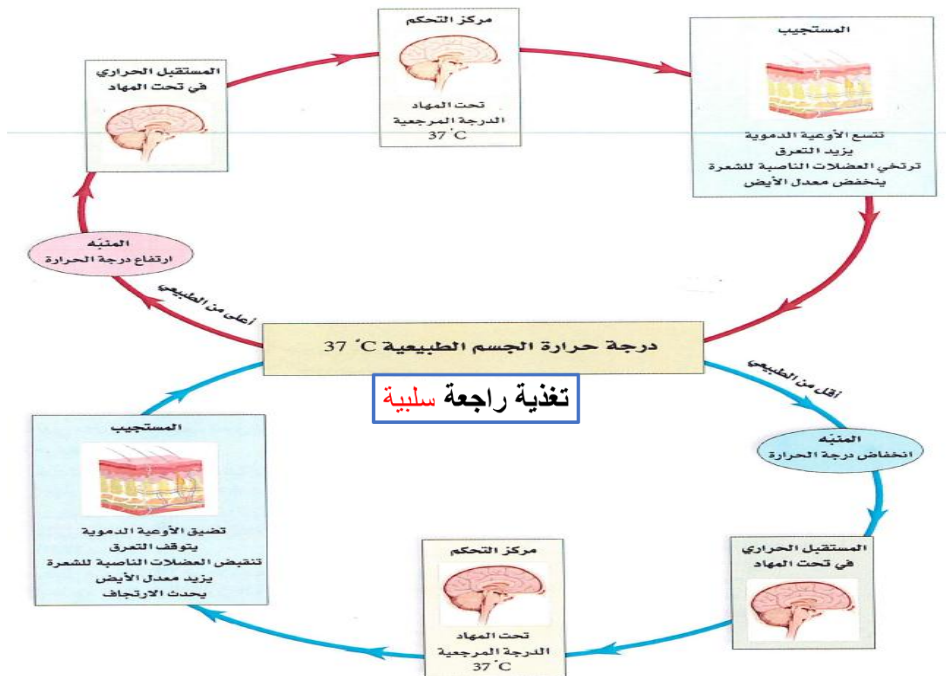 مركز التحكم
تحت المهاد
الدرجة المرجعية
37 °C
المستجيب
تتسع الأوعية الدموية
يزيد التعرق
ترتخي العضلات الناصبة للشعرة
ينخفض معدل الأيض
المستقبل الحراري
في تحت المهاد
المنبّه
ارتفاع درجة الحرارة
أعلى من الطبيعي
درجة حرارة الجسم الطبيعية 37 °C
تغذية راجعة سلبية
أقل من الطبيعي
المنبّه
انخفاض درجة الحرارة
المستقبل الحراري
في تحت المهاد
مركز التحكم
تحت المهاد
الدرجة المرجعية
37 °C
المستجيب
تضيق الأوعية الدموية
يتوقف التعرق
تنقبض العضلات الناصبة للشعرة
يزيد معدل الأيض
يحدث الارتجاف